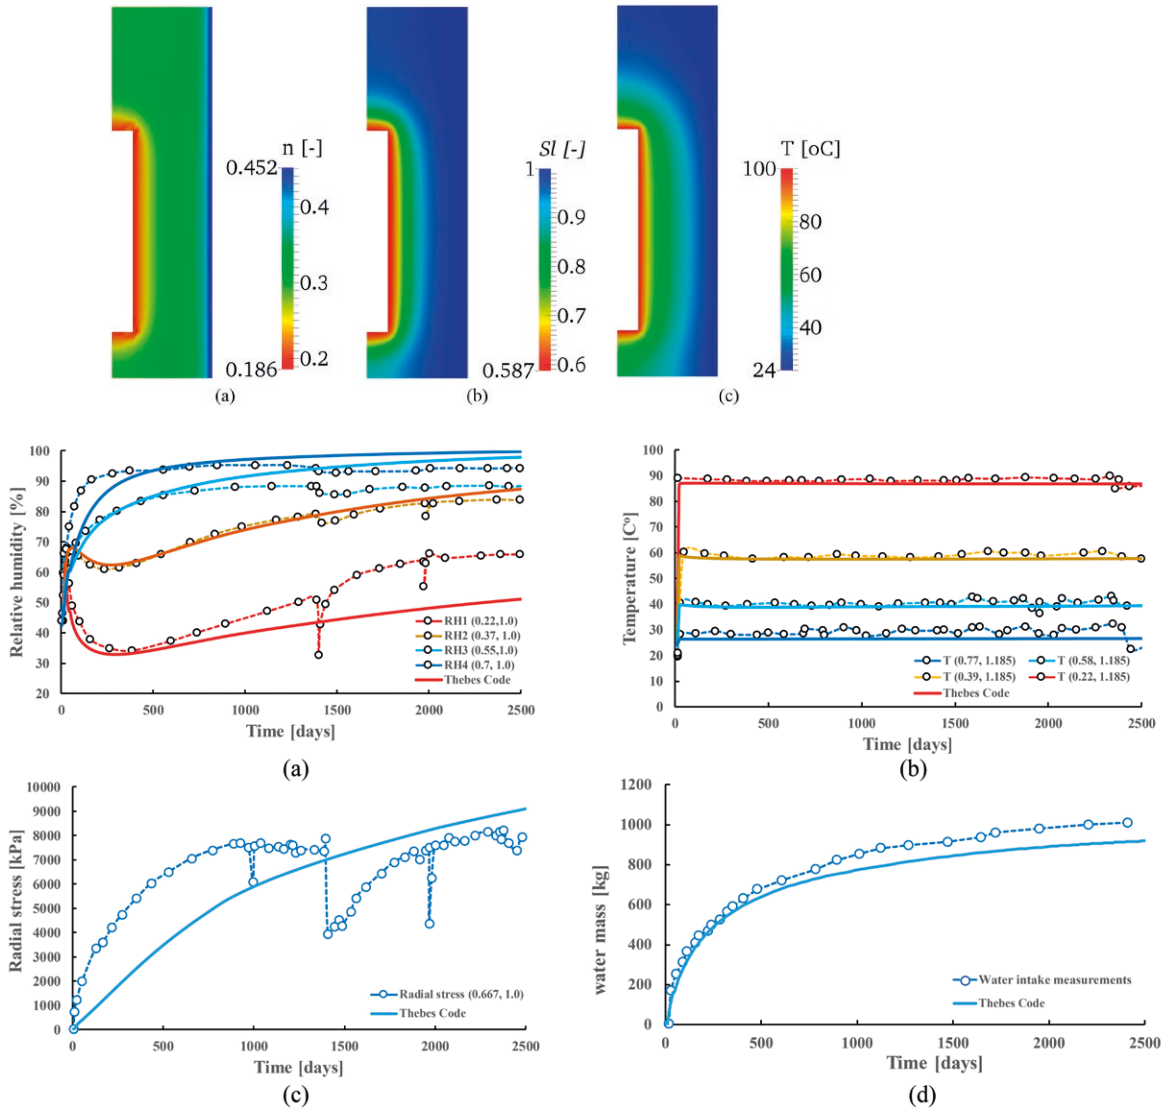 n [-]
0.452
0.4
0.3
0.2
0.186
(a)
Sl [-]
1
0.9
0.8
0.7
0.6
0.587
(b)
T [oC]
100
80
60
40
24
(c)
Relative humidity [%]
100
90
80
70
60
50
40
30
20
0
500
1000
1500
2000
2500
Time [days]
RH1 (0.22,1.0)
RH2 (0.37, 1.0)
RH3 (0.55,1.0)
RH4 (0.7, 1.0)
Thebes Code
(a)
Temperature [Cº]
100
90
80
70
60
50
40
30
20
10
0
0
500
1000
1500
2000
2500
Time [days]
T (0.77, 1.185)
T (0.58, 1.185)
T (0.39, 1.185)
T (0.22, 1.185)
Thebes Code
(b)
Radial stress [kPa]
10000
9000
8000
7000
6000
5000
4000
3000
2000
1000
0
0
500
1000
1500
2000
2500
Time [days]
Radial stress (0.667, 1.0)
Thebes Code
(c)
water mass [kg]
1200
1000
800
600
400
200
0
0
500
1000
1500
2000
2500
Time [days]
Water intake measurements
Thebes Code
(d)